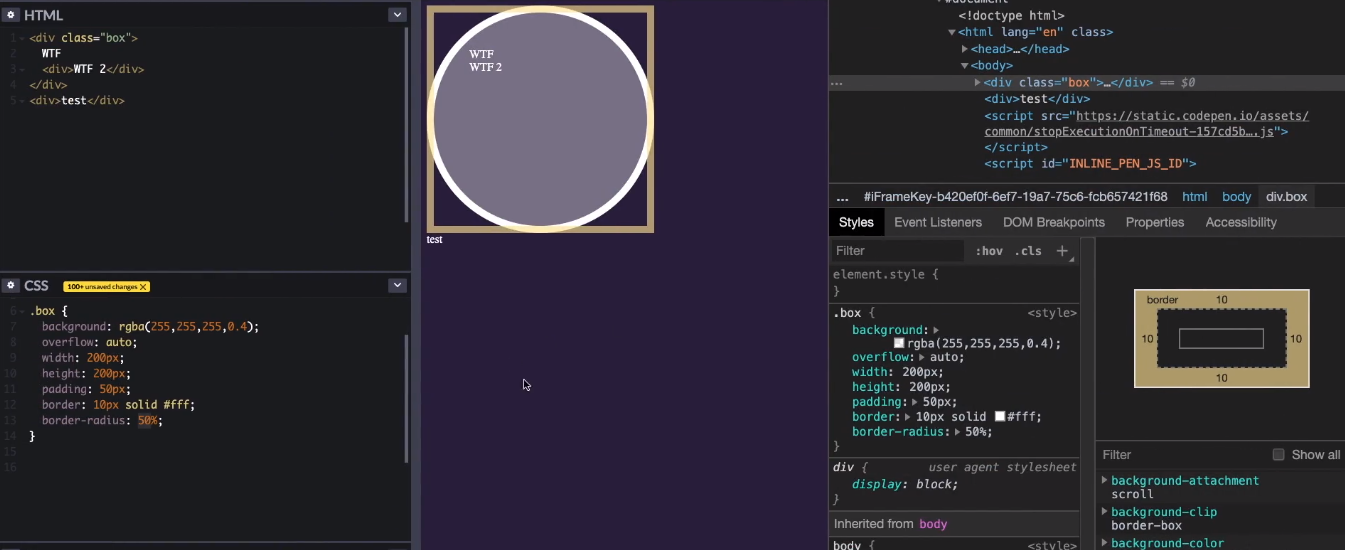 HTML
1 <div class="box">
2 WTF
3 <div>WTF 2</div>
4 </div>
5 <div>test</div>
CSS 100+ unsaved changes X
6 .box {
7 background: rgba(255,255,255,0.4);
8 overflow: auto;
9 width: 200px;
10 height: 200px;
11 padding: 50px;
12 border: 10px solid #fff;
13 border-radius: 50%;
14 }
15
16
WTF
WTF 2
test
#document
<!doctype html>
<html lang="en" class>
<head>…</head>
<body>
… <div class="box">…</div> == $0
<div>test</div>
<script src="https://static.codepen.io/assets/
common/stopExecutionOnTimeout-157cd5b….js">
</script>
<script id="INLINE_PEN_JS_ID">
… #iFrameKey-b420ef0f-6ef7-19a7-75c6-fcb657421f68 html body div.box
Styles Event Listeners DOM Breakpoints Properties Accessibility
Filter :hov .cls +
element.style {
}
.box { <style>
background:
rgba(255,255,255,0.4);
overflow: auto;
width: 200px;
height: 200px;
padding: 50px;
border: 10px solid #fff;
border-radius: 50%;
}
div { user agent stylesheet
display: block;
}
Inherited from body
body { <style>
border 10
10 10
10
Filter Show all
background-attachment
scroll
background-clip
border-box
background-color